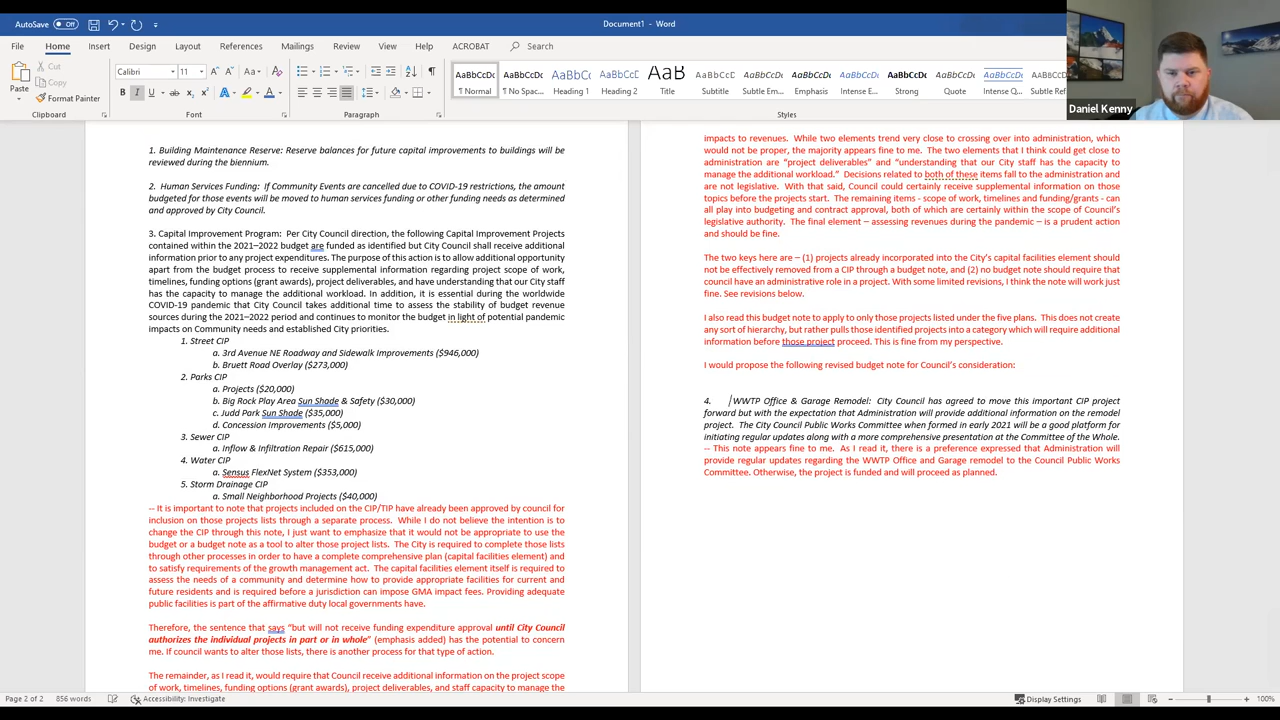 AutoSave
Off
Document1 - Word
File Home Insert Design Layout References Mailings Review View Help ACROBAT Search
Paste
Cut
Copy
Format Painter
Calibri 11
Clipboard
Font
Paragraph
Styles
AaBbCcDc AaBbCcDc AaBbC AaBbCcC AaB AaBbCcD AaBbCcDt AaBbCcDt AaBbCcDt AaBbCcDc AaBbCcDt AaBbCcDt AaBbCcDt
¶ Normal ¶ No Spac... Heading 1 Heading 2 Title Subtitle Subtle Em... Emphasis Intense E... Strong Quote Intense Q... Subtle Ref
Daniel Kenny
1. Building Maintenance Reserve: Reserve balances for future capital improvements to buildings will be
reviewed during the biennium.
2. Human Services Funding: if Community Events are cancelled due to COVID-19 restrictions, the amount
budgeted for those events will be moved to human services funding or other funding needs as determined
and approved by City Council.
3. Capital Improvement Program: Per City Council direction, the following Capital Improvement Projects
contained within the 2021–2022 budget are funded as identified but City Council shall receive additional
information prior to any project expenditures. The purpose of this action is to allow additional opportunity
apart from the budget process to receive supplemental information regarding project scope of work,
timelines, funding options (grant awards), project deliverables, and have understanding that our City staff
has the capacity to manage the additional workload. In addition, it is essential during the worldwide
COVID-19 pandemic that City Council takes additional time to assess the stability of budget revenue
sources during the 2021–2022 period and continues to monitor the budget in light of potential pandemic
impacts on Community needs and established City priorities.
1. Street CIP
a. 3rd Avenue NE Roadway and Sidewalk Improvements ($946,000)
b. Bruett Road Overlay ($273,000)
2. Parks CIP
a. Projects ($20,000)
b. Big Rock Play Area Sun Shade & Safety ($30,000)
c. Judd Park Sun Shade ($35,000)
d. Concession Improvements ($5,000)
3. Sewer CIP
a. Inflow & Infiltration Repair ($615,000)
4. Water CIP
a. Sensus FlexNet System ($353,000)
5. Storm Drainage CIP
a. Small Neighborhood Projects ($40,000)
-- It is important to note that projects included on the CIP/TIP have already been approved by council for
inclusion on those projects lists through a separate process. While I do not believe the intention is to
change the CIP through this note, I just want to emphasize that it would not be appropriate to use the
budget or a budget note as a tool to alter those project lists. The City is required to complete those lists
through other processes in order to have a complete comprehensive plan (capital facilities element) and
to satisfy requirements of the growth management act. The capital facilities element itself is required to
assess the needs of a community and determine how to provide appropriate facilities for current and
future residents and is required before a jurisdiction can impose GMA impact fees. Providing adequate
public facilities is part of the affirmative duty local governments have.
Therefore, the sentence that says “but will not receive funding expenditure approval until City Council
authorizes the individual projects in part or in whole” (emphasis added) has the potential to concern
me. If council wants to alter those lists, there is another process for that type of action.
The remainder, as I read it, would require that Council receive additional information on the project scope
of work, timelines, funding options (grant awards), project deliverables, and staff capacity to manage the
impacts to revenues. While two elements trend very close to crossing over into administration, which
would not be proper, the majority appears fine to me. The two elements that I think could get close to
administration are “project deliverables” and “understanding that our City staff has the capacity to
manage the additional workload.” Decisions related to both of these items fall to the administration and
are not legislative. With that said, Council could certainly receive supplemental information on those
topics before the projects start. The remaining items - scope of work, timelines and funding/grants - can
all play into budgeting and contract approval, both of which are certainly within the scope of Council’s
legislative authority. The final element – assessing revenues during the pandemic – is a prudent action
and should be fine.
The two keys here are – (1) projects already incorporated into the City’s capital facilities element should
not be effectively removed from a CIP through a budget note, and (2) no budget note should require that
council have an administrative role in a project. With some limited revisions, I think the note will work just
fine. See revisions below.
I also read this budget note to apply to only those projects listed under the five plans. This does not create
any sort of hierarchy, but rather pulls those identified projects into a category which will require additional
information before those project proceed. This is fine from my perspective.
I would propose the following revised budget note for Council’s consideration:
4. WWTP Office & Garage Remodel: City Council has agreed to move this important CIP project
forward but with the expectation that Administration will provide additional information on the remodel
project. The City Council Public Works Committee when formed in early 2021 will be a good platform for
initiating regular updates along with a more comprehensive presentation at the Committee of the Whole.
-- This note appears fine to me. As I read it, there is a preference expressed that Administration will
provide regular updates regarding the WWTP Office and Garage remodel to the Council Public Works
Committee. Otherwise, the project is funded and will proceed as planned.
Page 2 of 2 856 words Accessibility: Investigate Display Settings 100%